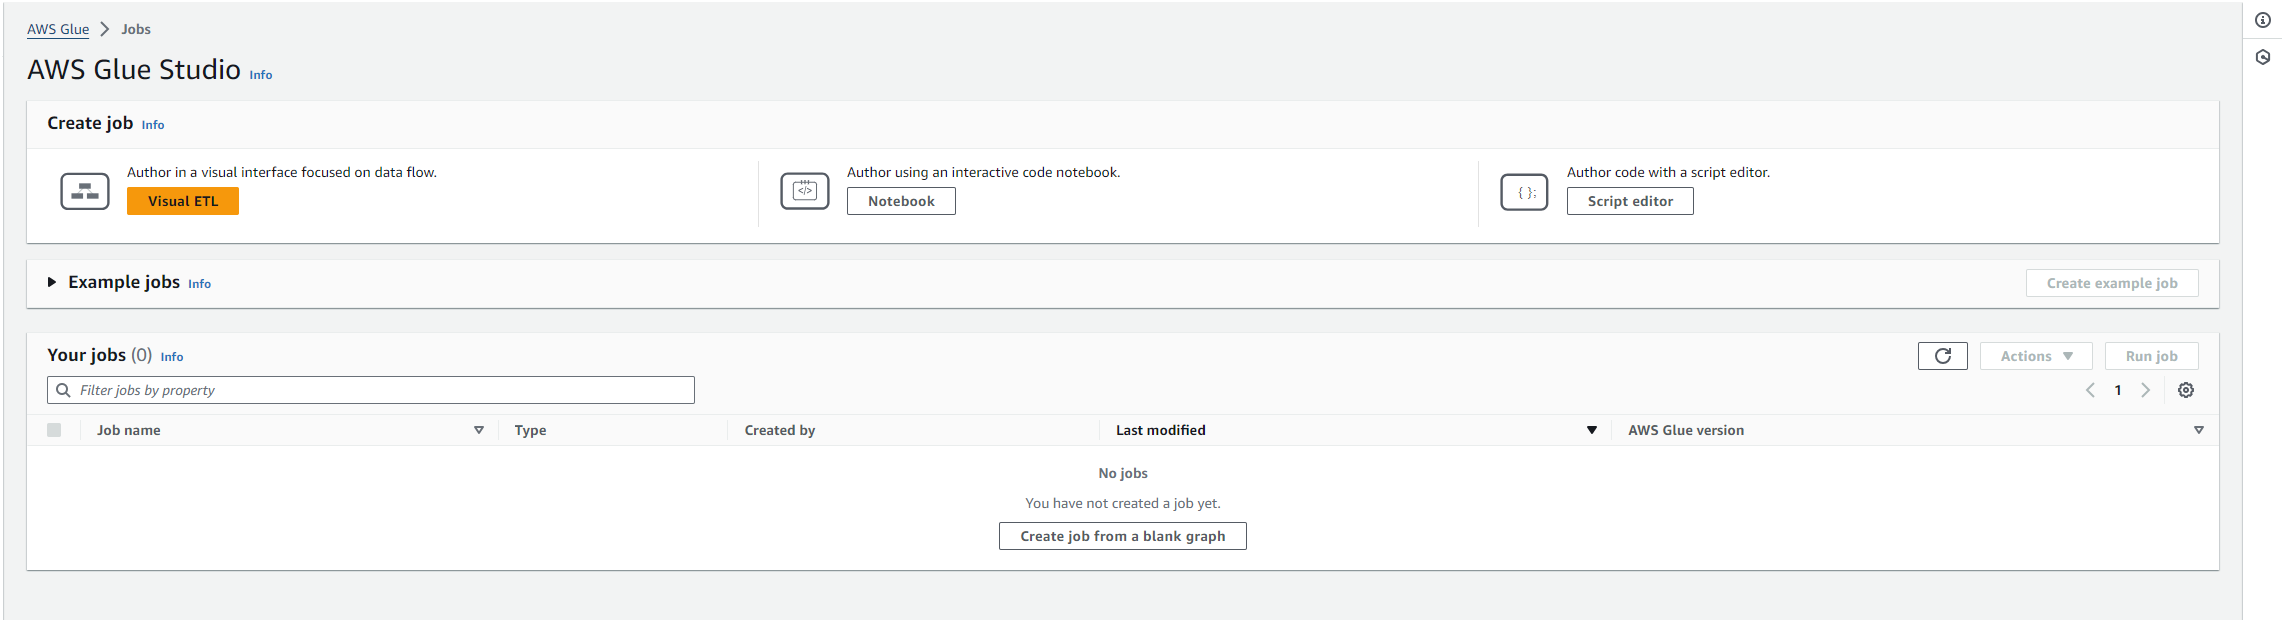 AWS Glue Jobs
AWS Glue Studio Info
Create job Info
Author in a visual interface focused on data flow.
Visual ETL
Author using an interactive code notebook.
Notebook
Author code with a script editor.
Script editor
Example jobs Info
Create example job
Your jobs (0) Info
Actions
Run job
Filter jobs by property
1
Job name Type Created by Last modified AWS Glue version
No jobs
You have not created a job yet.
Create job from a blank graph